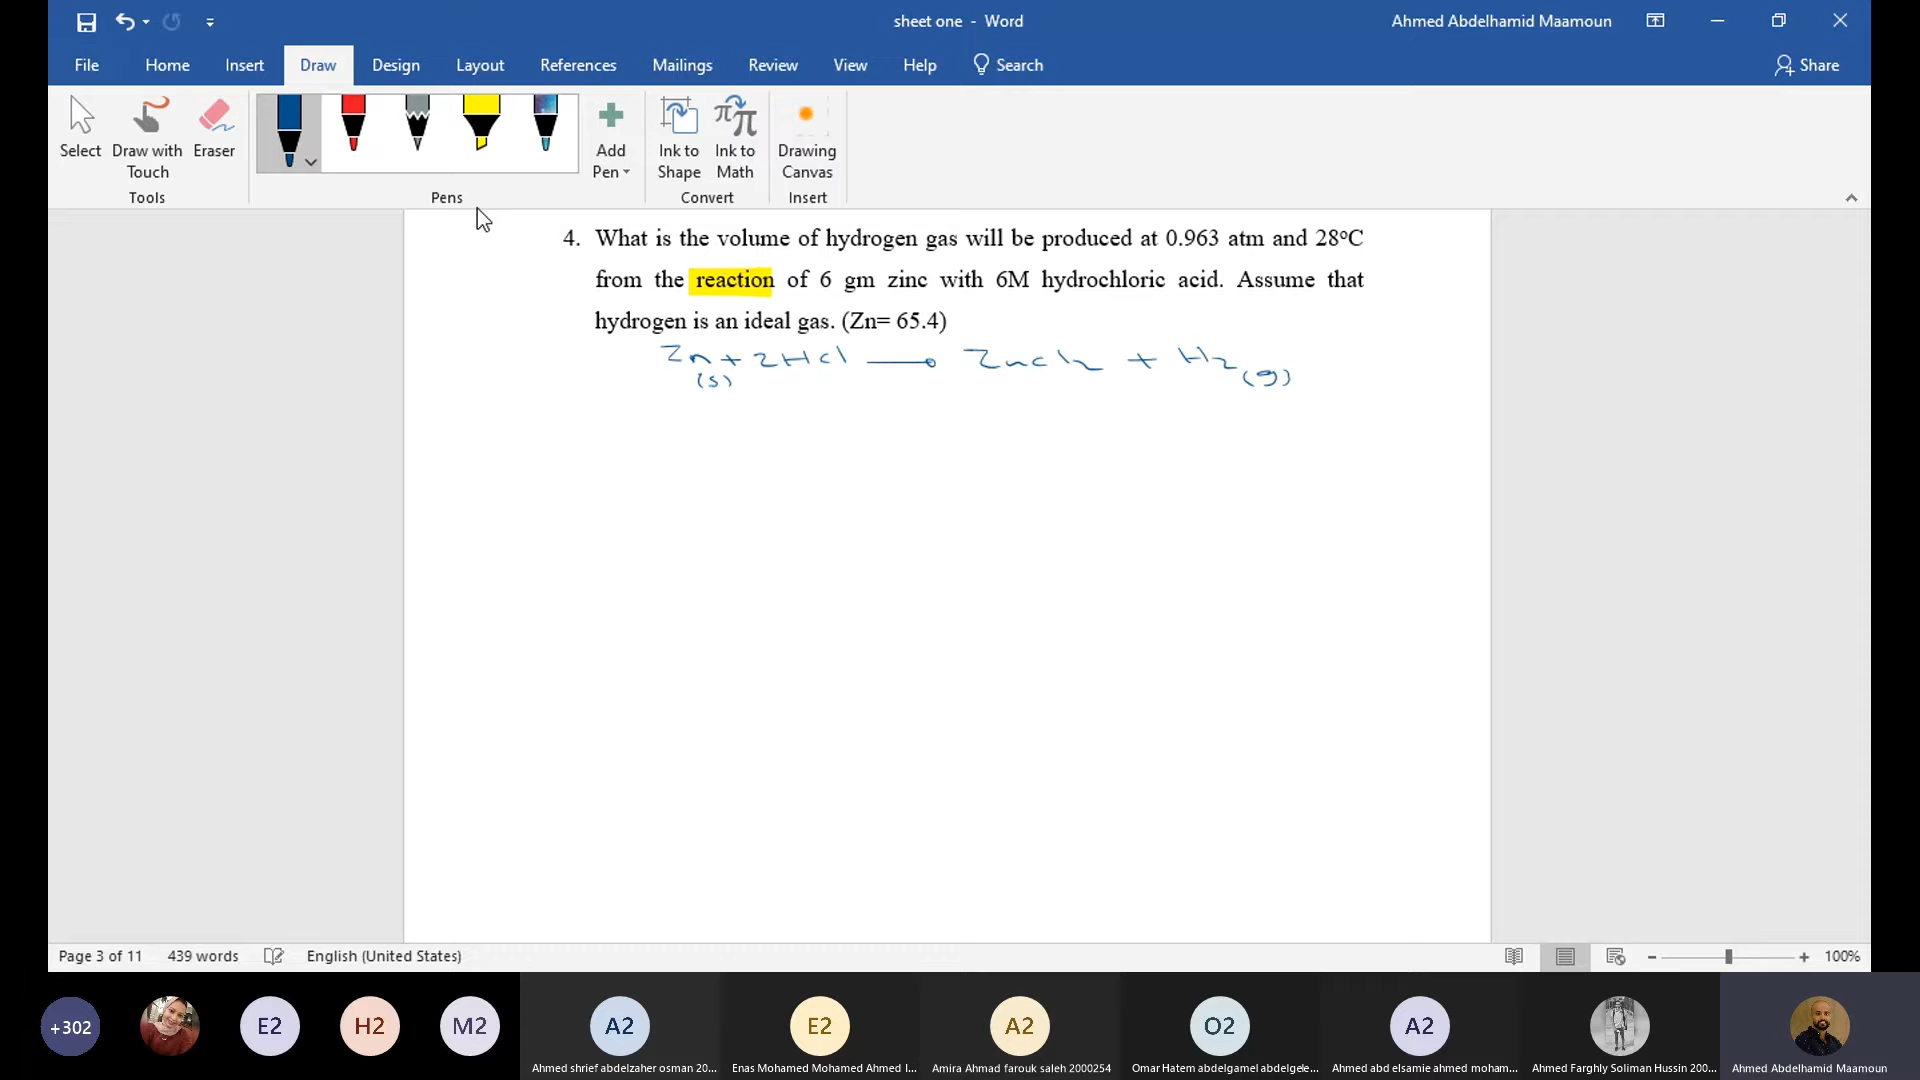 sheet one - Word
Ahmed Abdelhamid Maamoun
File Home Insert Draw Design Layout References Mailings Review View Help Search Share
Select Draw with Touch Eraser Add Pen Ink to Shape Ink to Math Drawing Canvas
Tools Pens Convert Insert
4. What is the volume of hydrogen gas will be produced at 0.963 atm and 28°C
from the reaction of 6 gm zinc with 6M hydrochloric acid. Assume that
hydrogen is an ideal gas. (Zn= 65.4)
Zn + 2HCl → ZnCl2 + H2
(s) (g)
Page 3 of 11 439 words English (United States) 100%
+302 E2 H2 M2 A2 E2 A2 O2 A2
Ahmed shrief abdelzaher osman 20... Enas Mohamed Mohamed Ahmed I... Amira Ahmad farouk saleh 2000254 Omar Hatem abdelgamel abdelgele... Ahmed abd elsamie ahmed moham... Ahmed Farghly Soliman Hussin 200... Ahmed Abdelhamid Maamoun